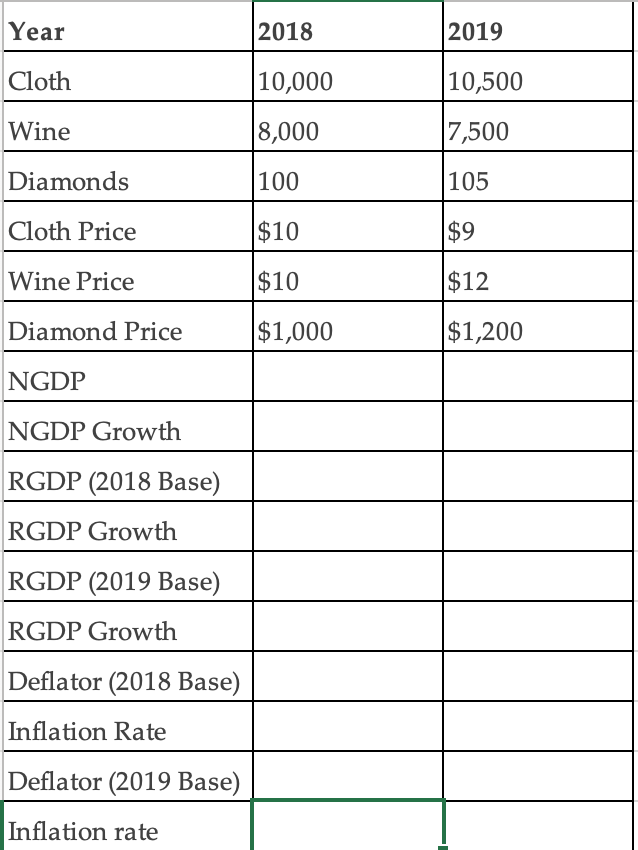 Year 2018 2019
Cloth 10,000 10,500
Wine 8,000 7,500
Diamonds 100 105
Cloth Price $10 $9
Wine Price $10 $12
Diamond Price $1,000 $1,200
NGDP
NGDP Growth
RGDP (2018 Base)
RGDP Growth
RGDP (2019 Base)
RGDP Growth
Deflator (2018 Base)
Inflation Rate
Deflator (2019 Base)
Inflation rate